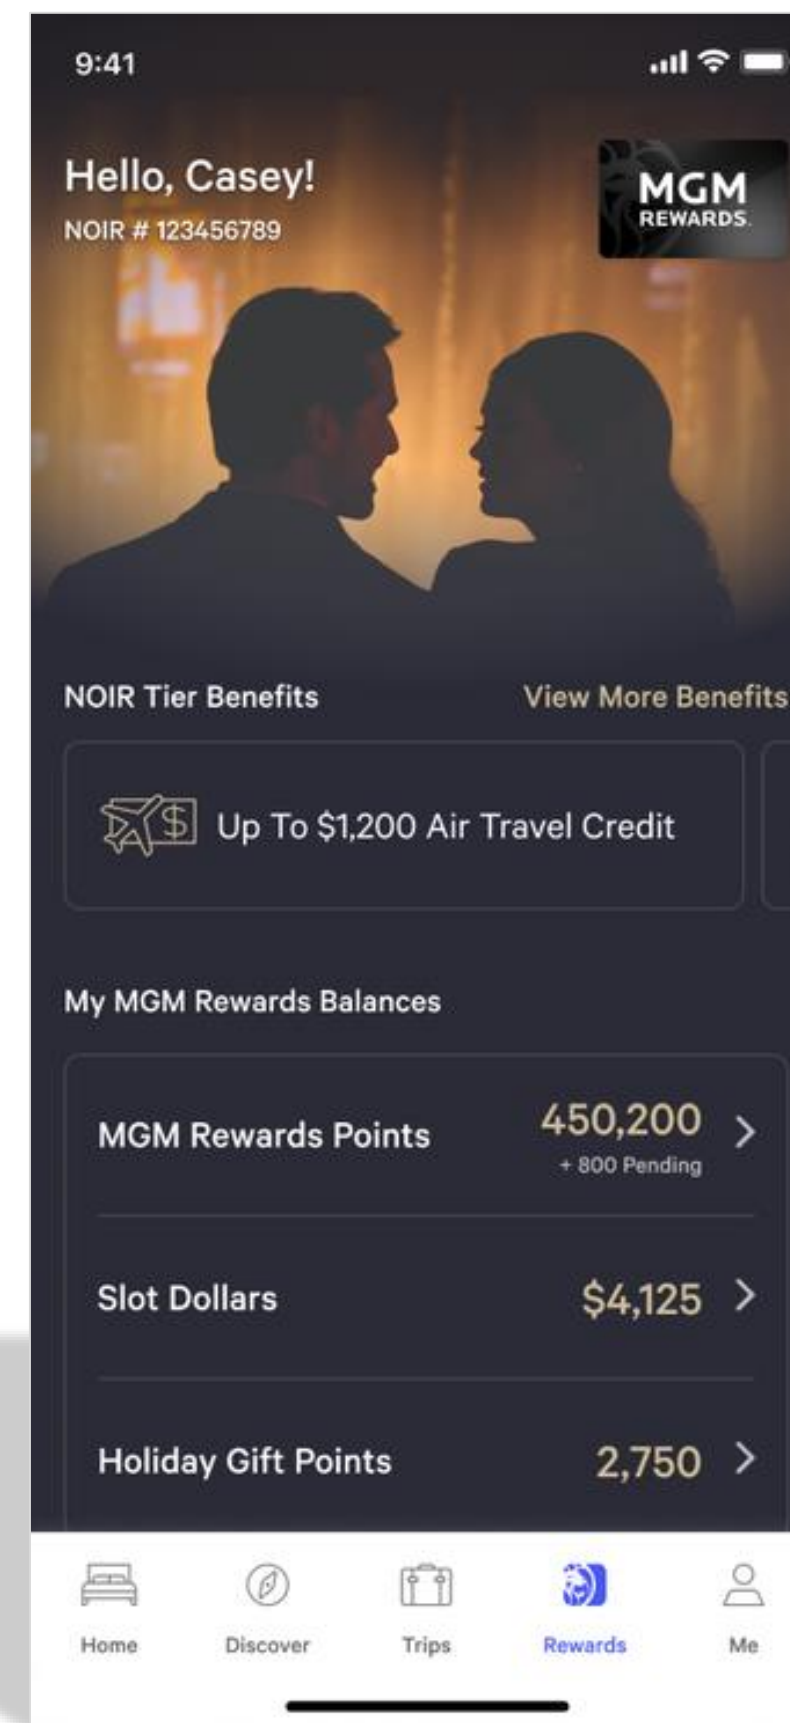 9:41
Hello, Casey!
NOIR # 123456789
MGM
REWARDS.
NOIR Tier Benefits
View More Benefits
$
Up To $1,200 Air Travel Credit
My MGM Rewards Balances
MGM Rewards Points
450,200
+ 800 Pending
Slot Dollars
$4,125
Holiday Gift Points
2,750
Home
Discover
Trips
Rewards
Me